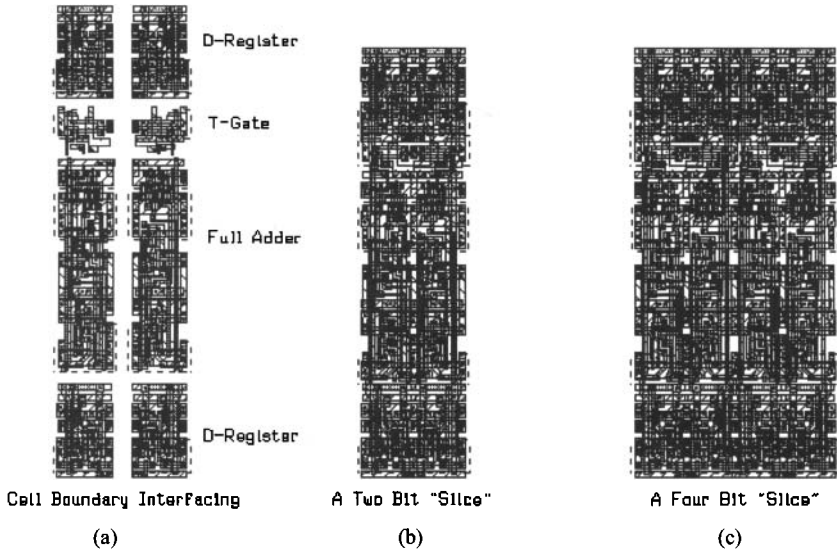 D-Register
T-Gate
Full Adder
D-Register
Cell Boundary Interfacing
A Two Bit "Slice"
A Four Bit "Slice"
(a)
(b)
(c)